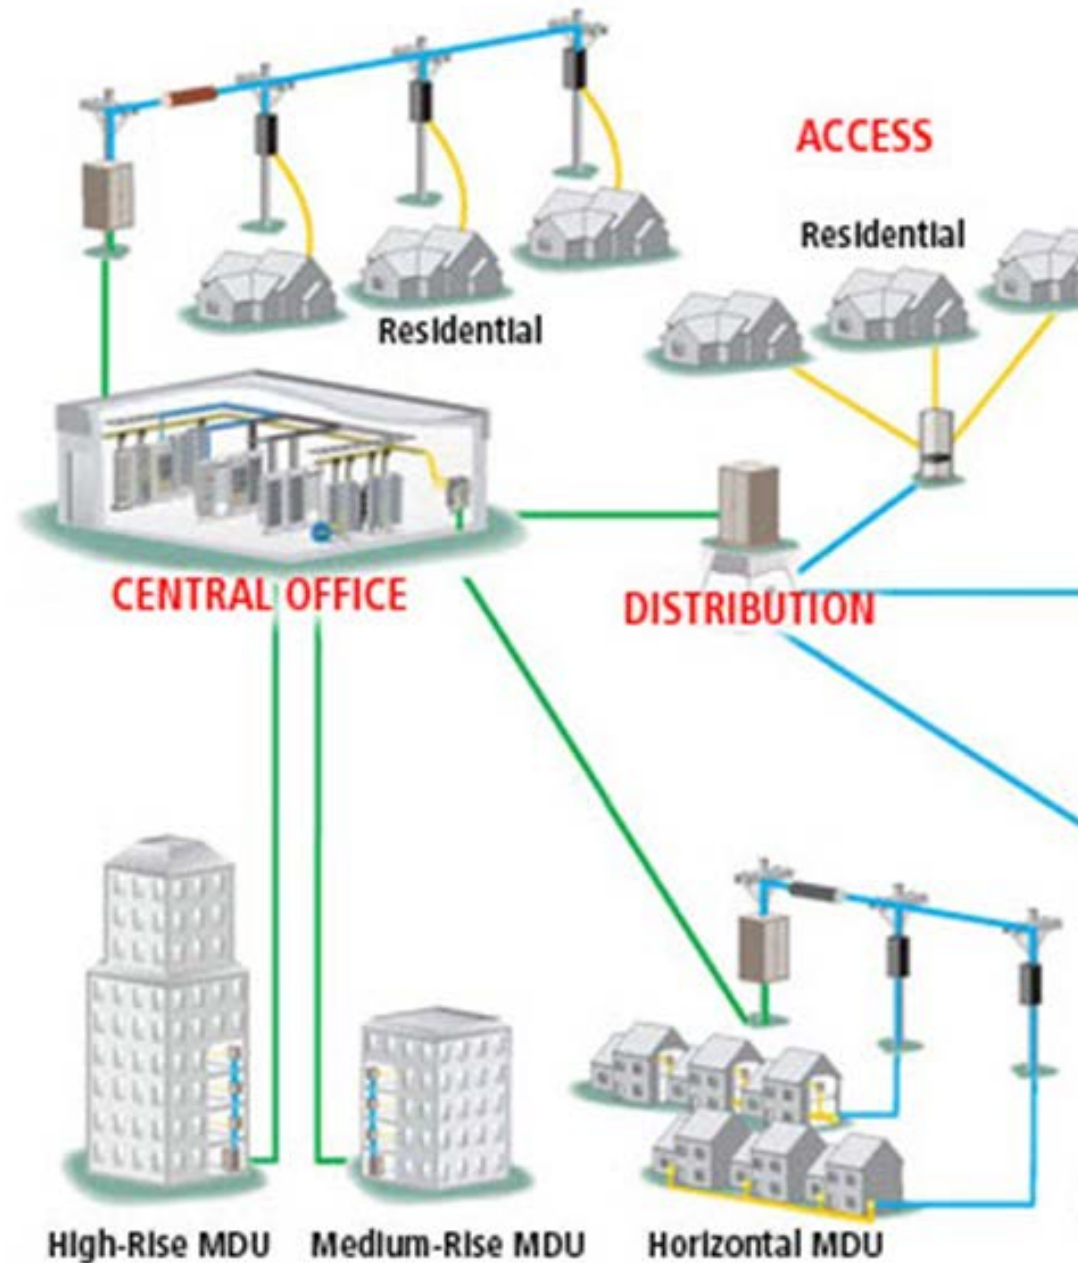 ACCESS
Residential
Residential
CENTRAL OFFICE
DISTRIBUTION
High-Rise MDU
Medium-Rise MDU
Horizontal MDU